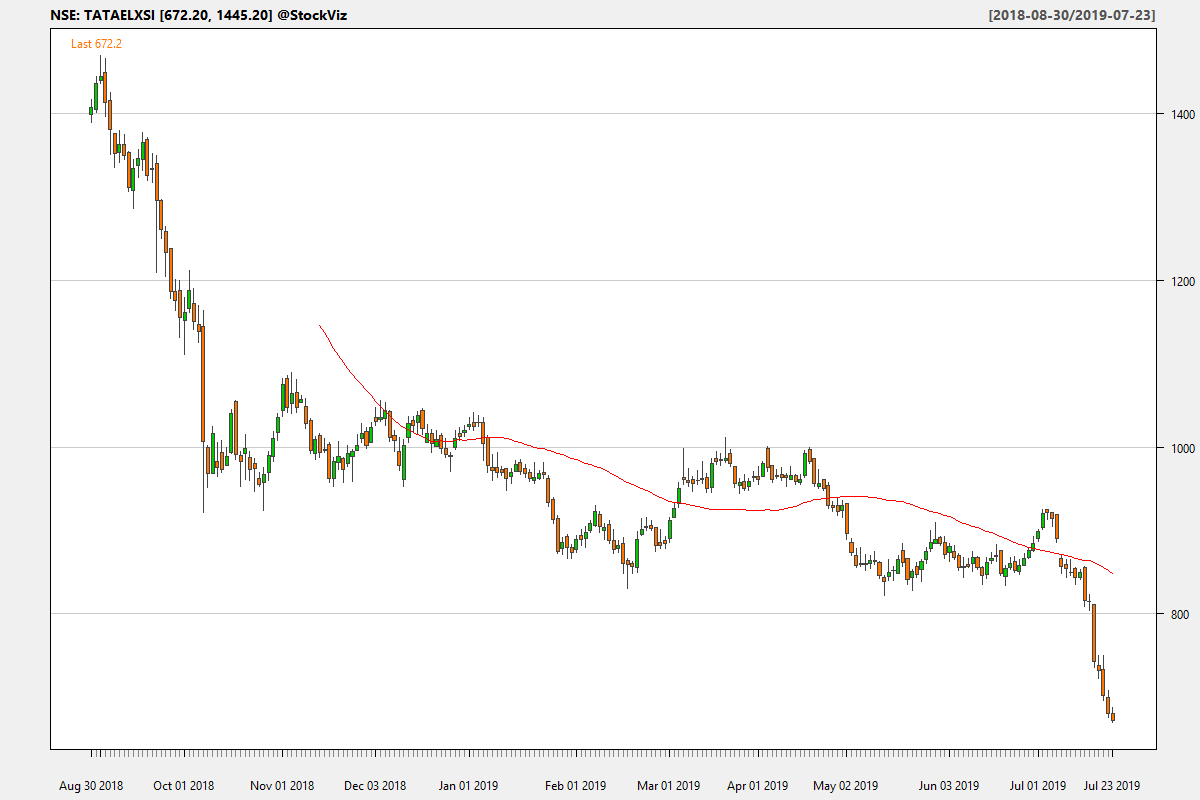 NSE: TATAELXSI [672.20, 1445.20] @StockViz [2018-08-30/2019-07-23]
Last 672.2
1400
1200
1000
800
Aug 30 2018 Oct 01 2018 Nov 01 2018 Dec 03 2018 Jan 01 2019 Feb 01 2019 Mar 01 2019 Apr 01 2019 May 02 2019 Jun 03 2019 Jul 01 2019 Jul 23 2019